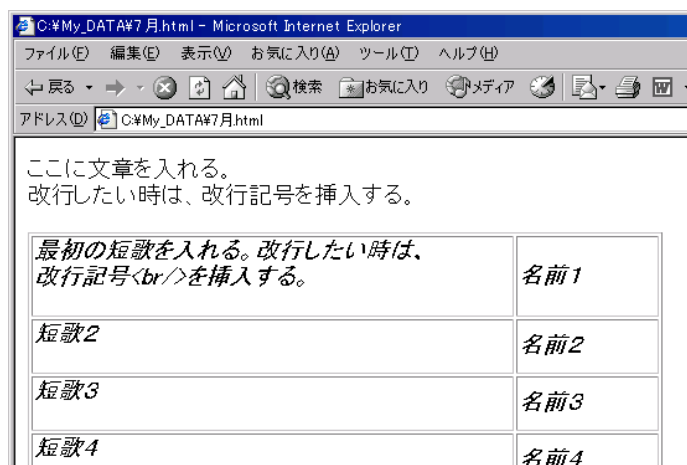 C:¥My_DATA¥7月.html - Microsoft Internet Explorer
ファイル(F) 編集(E) 表示(V) お気に入り(A) ツール(T) ヘルプ(H)
戻る 検索 お気に入り メディア
アドレス(D) C:¥My_DATA¥7月.html
ここに文章を入れる。
改行したい時は、改行記号を挿入する。
最初の短歌を入れる。改行したい時は、
改行記号<br/>を挿入する。
名前1
短歌2
名前2
短歌3
名前3
短歌4
名前4